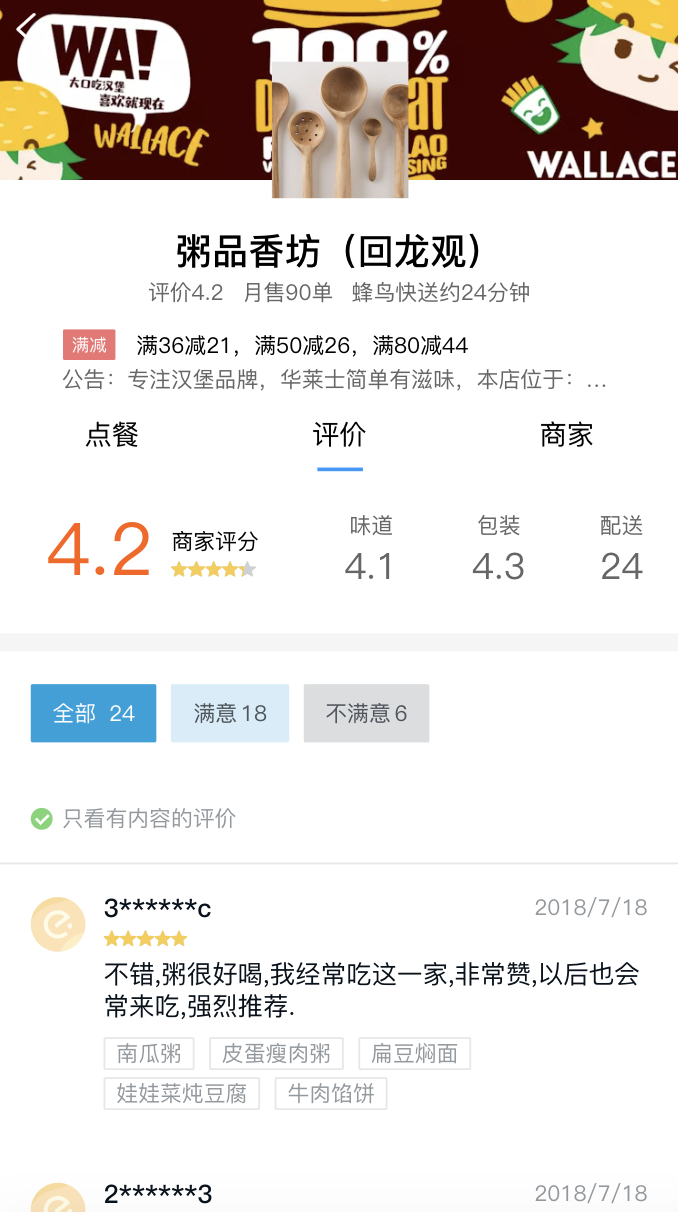 WA!
大口吃汉堡
喜欢就现在
WALLACE
100%
WALLACE
粥品香坊（回龙观）
评价4.2 月售90单 蜂鸟快送约24分钟
满减 满36减21，满50减26，满80减44
公告：专注汉堡品牌，华莱士简单有滋味，本店位于：...
点餐 评价 商家
4.2 商家评分
味道 包装 配送
4.1 4.3 24
全部 24 满意18 不满意6
只看有内容的评价
3******c 2018/7/18
不错,粥很好喝,我经常吃这一家,非常赞,以后也会
常来吃,强烈推荐.
南瓜粥 皮蛋瘦肉粥 扁豆焖面
娃娃菜炖豆腐 牛肉馅饼
2******3 2018/7/18